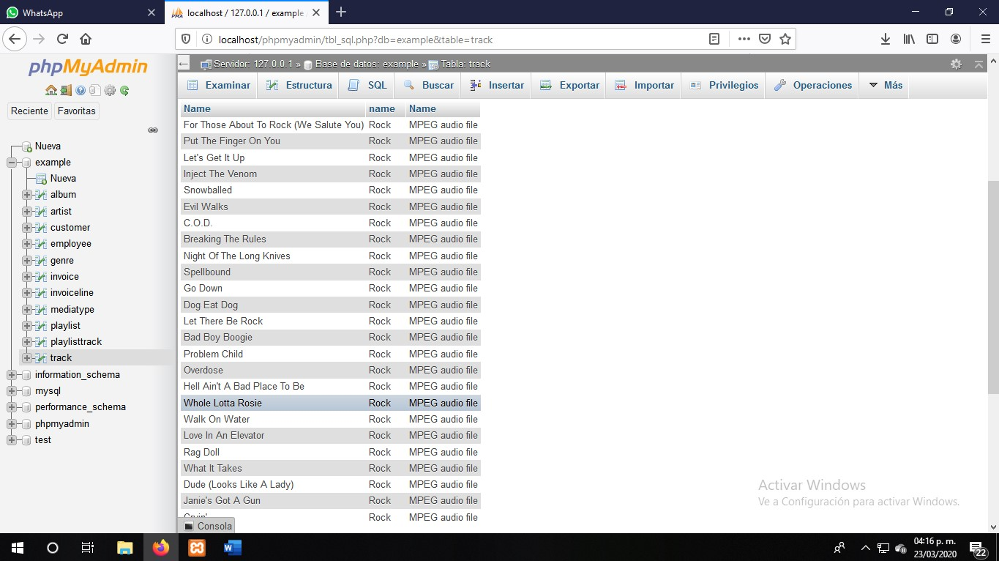 WhatsApp
localhost / 127.0.0.1 / example
localhost/phpmyadmin/tbl_sql.php?db=example&table=track
phpMyAdmin
Reciente Favoritas
Nueva
example
Nueva
album
artist
customer
employee
genre
invoice
invoiceline
mediatype
playlist
playlisttrack
track
information_schema
mysql
performance_schema
phpmyadmin
test
Servidor: 127.0.0.1 » Base de datos: example » Tabla: track
Examinar Estructura SQL Buscar Insertar Exportar Importar Privilegios Operaciones Más
Name name Name
For Those About To Rock (We Salute You) Rock MPEG audio file
Put The Finger On You Rock MPEG audio file
Let's Get It Up Rock MPEG audio file
Inject The Venom Rock MPEG audio file
Snowballed Rock MPEG audio file
Evil Walks Rock MPEG audio file
C.O.D. Rock MPEG audio file
Breaking The Rules Rock MPEG audio file
Night Of The Long Knives Rock MPEG audio file
Spellbound Rock MPEG audio file
Go Down Rock MPEG audio file
Dog Eat Dog Rock MPEG audio file
Let There Be Rock Rock MPEG audio file
Bad Boy Boogie Rock MPEG audio file
Problem Child Rock MPEG audio file
Overdose Rock MPEG audio file
Hell Ain't A Bad Place To Be Rock MPEG audio file
Whole Lotta Rosie Rock MPEG audio file
Walk On Water Rock MPEG audio file
Love In An Elevator Rock MPEG audio file
Rag Doll Rock MPEG audio file
What It Takes Rock MPEG audio file
Dude (Looks Like A Lady) Rock MPEG audio file
Janie's Got A Gun Rock MPEG audio file
Cryin' Rock MPEG audio file
Consola
Activar Windows
Ve a Configuración para activar Windows.
04:16 p. m.
23/03/2020
22